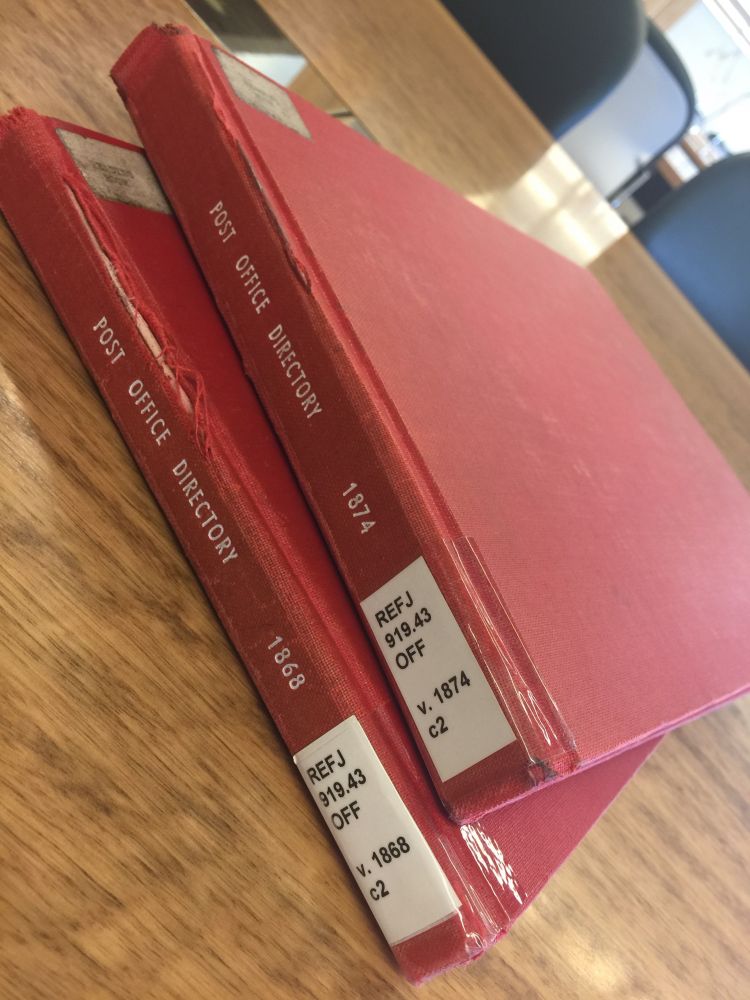 POST OFFICE DIRECTORY 1868
REFJ
919.43
OFF
v. 1868
c2
POST OFFICE DIRECTORY 1874
REFJ
919.43
OFF
v. 1874
c2